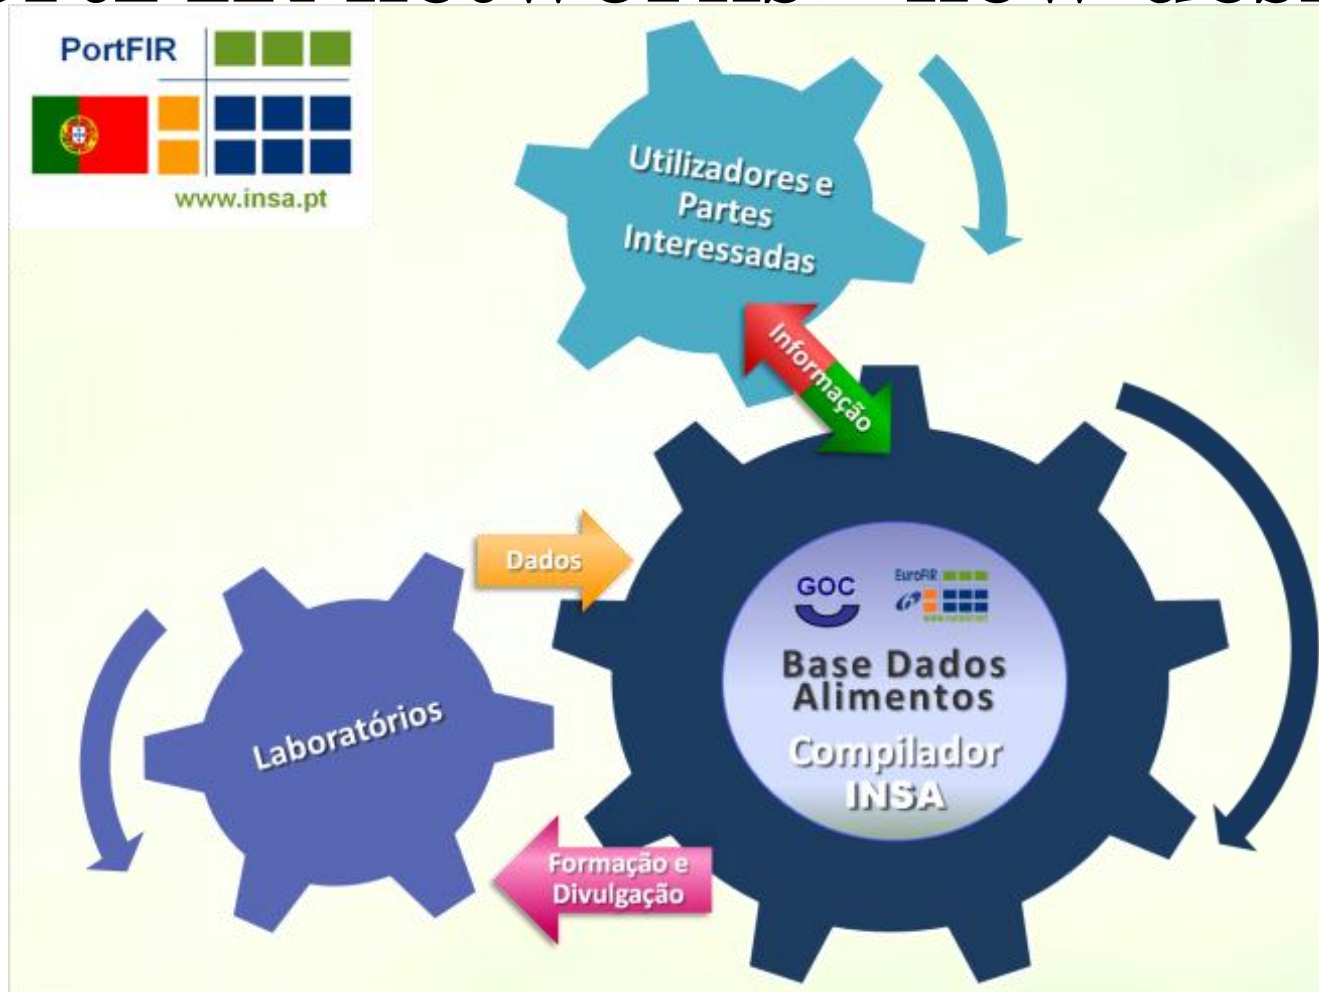 PortFIR
www.insa.pt
Utilizadores e
Partes
Interessadas
Informação
Dados
Laboratórios
GOC
EuroFIR
Base Dados
Alimentos
Compilador
INSA
Formação e
Divulgação